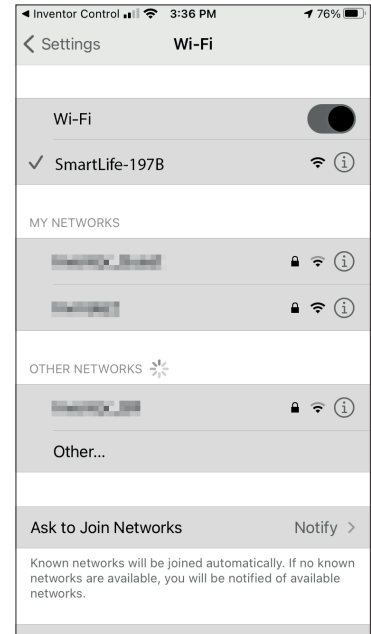 Inventor Control 3:36 PM 76%
Settings Wi-Fi
Wi-Fi
SmartLife-197B
MY NETWORKS
OTHER NETWORKS
Other...
Ask to Join Networks Notify
Known networks will be joined automatically. If no known
networks are available, you will be notified of available
networks.